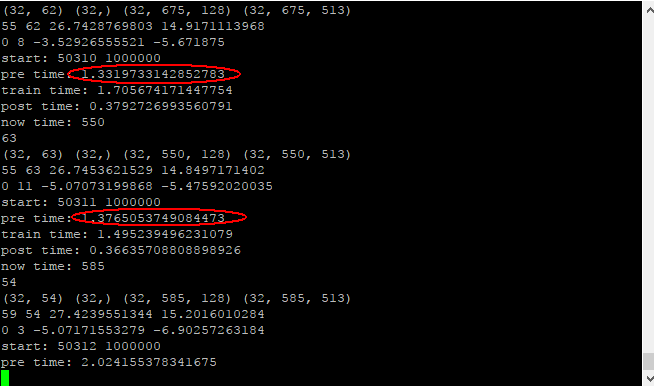 (32, 62) (32,) (32, 675, 128) (32, 675, 513)
55 62 26.7428769803 14.9171113968
0 8 -3.52926555521 -5.671875
start: 50310 1000000
pre time: 1.3319733142852783
train time: 1.705674171447754
post time: 0.3792726993560791
now time: 550
63
(32, 63) (32,) (32, 550, 128) (32, 550, 513)
55 63 26.7453621529 14.8497171402
0 11 -5.07073199868 -5.47592020035
start: 50311 1000000
pre time: 1.3765053749084473
train time: 1.495239496231079
post time: 0.36635708808898926
now time: 585
54
(32, 54) (32,) (32, 585, 128) (32, 585, 513)
59 54 27.4239551344 15.2016010284
0 3 -5.07171553279 -6.90257263184
start: 50312 1000000
pre time: 2.024155378341675